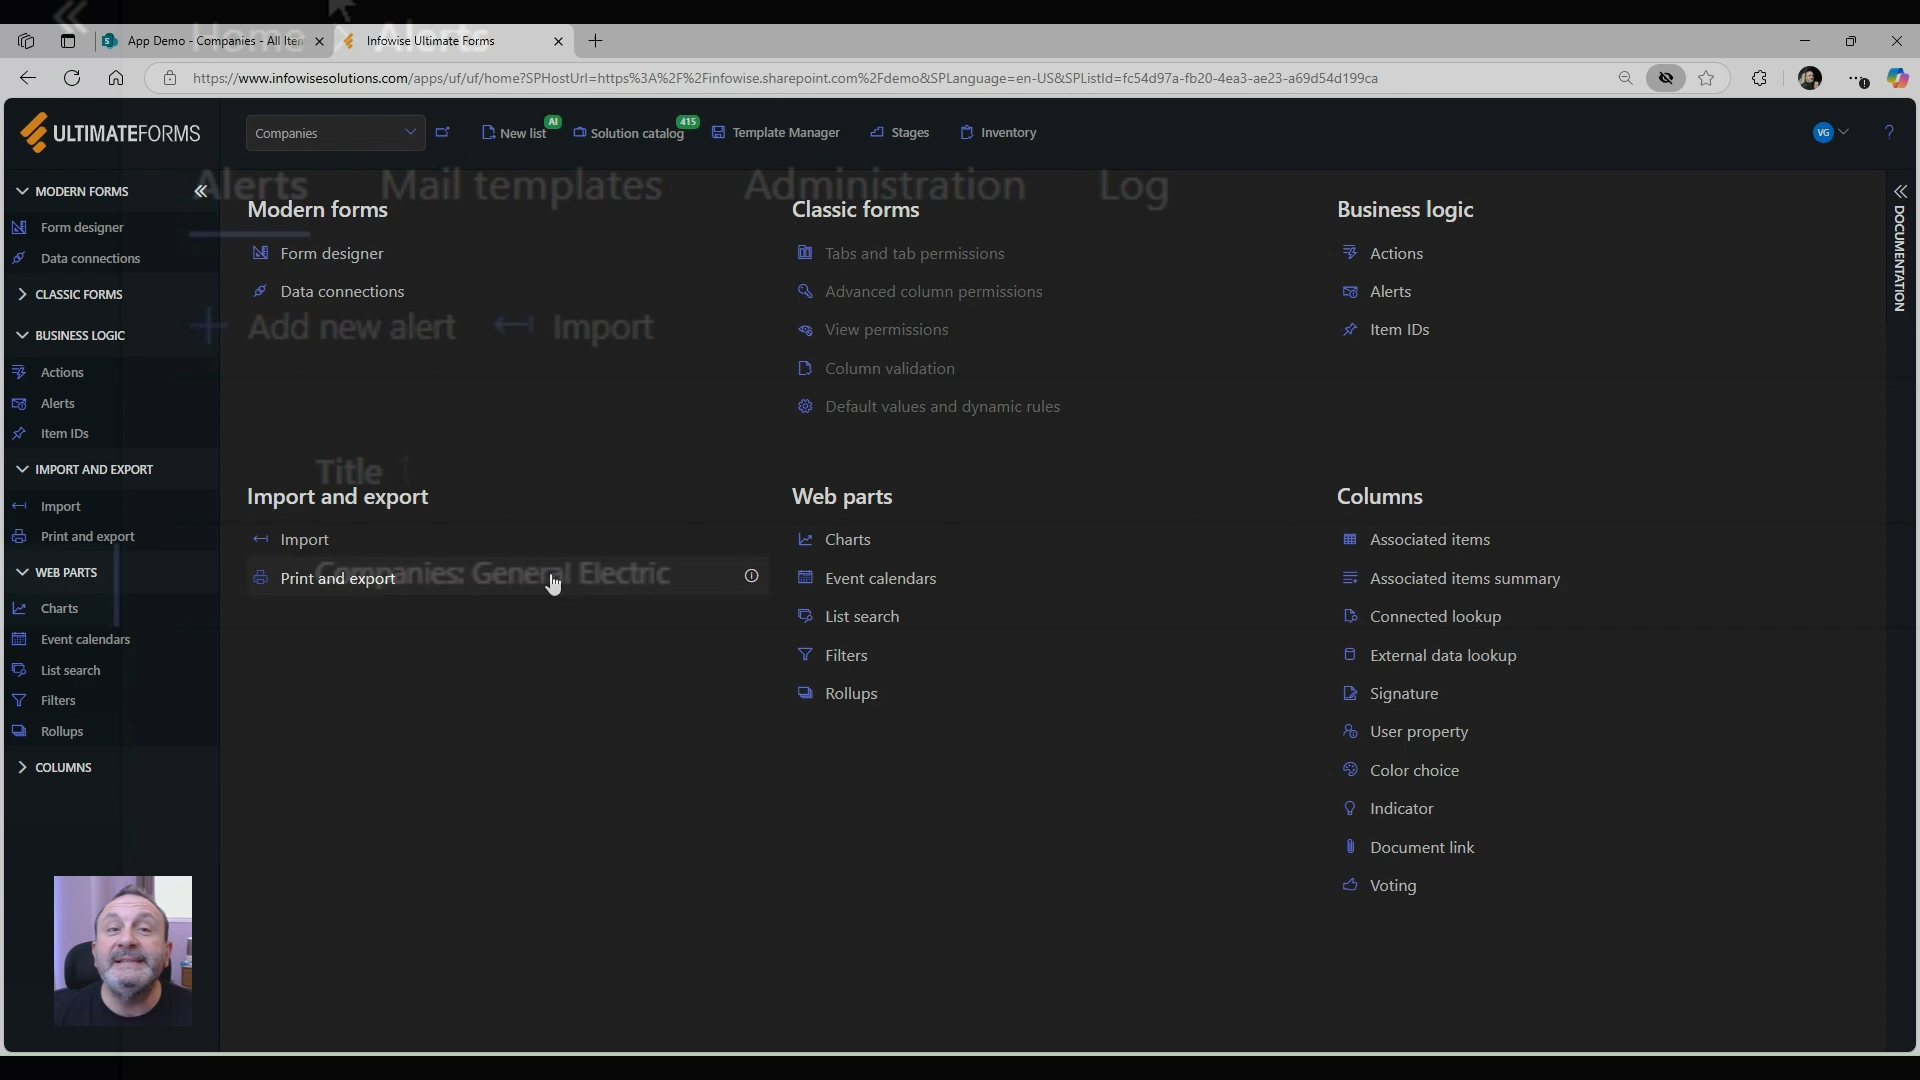 Home > Alerts
App Demo - Companies - All Iten
Infowise Ultimate Forms
https://www.infowisesolutions.com/apps/uf/uf/home?SPHostUrl=https%3A%2F%2Finfowise.sharepoint.com%2Fdemo&SPLanguage=en-US&SPListId=fc54d97a-fb20-4ea3-ae23-a69d54d199ca
ULTIMATEFORMS
Companies
New list
AI
Solution catalog
415
Template Manager
Stages
Inventory
VG
?
MODERN FORMS
Form designer
Data connections
CLASSIC FORMS
BUSINESS LOGIC
Actions
Alerts
Item IDs
IMPORT AND EXPORT
Import
Print and export
WEB PARTS
Charts
Event calendars
List search
Filters
Rollups
COLUMNS
Alerts Mail templates Administration Log
Add new alert Import
Title ↑
Companies: General Electric
Modern forms
Form designer
Data connections
Classic forms
Tabs and tab permissions
Advanced column permissions
View permissions
Column validation
Default values and dynamic rules
Business logic
Actions
Alerts
Item IDs
Import and export
Import
Print and export
Web parts
Charts
Event calendars
List search
Filters
Rollups
Columns
Associated items
Associated items summary
Connected lookup
External data lookup
Signature
User property
Color choice
Indicator
Document link
Voting
DOCUMENTATION